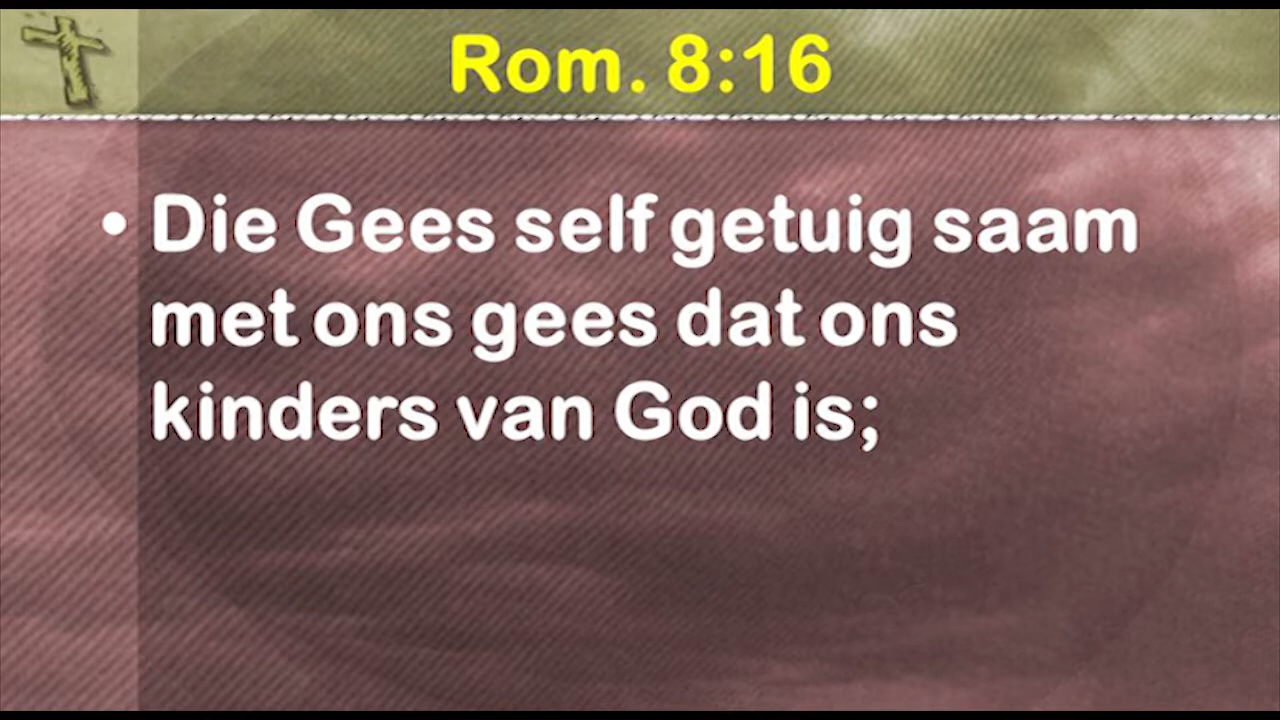 Rom. 8:16
• Die Gees self getuig saam
met ons gees dat ons
kinders van God is;